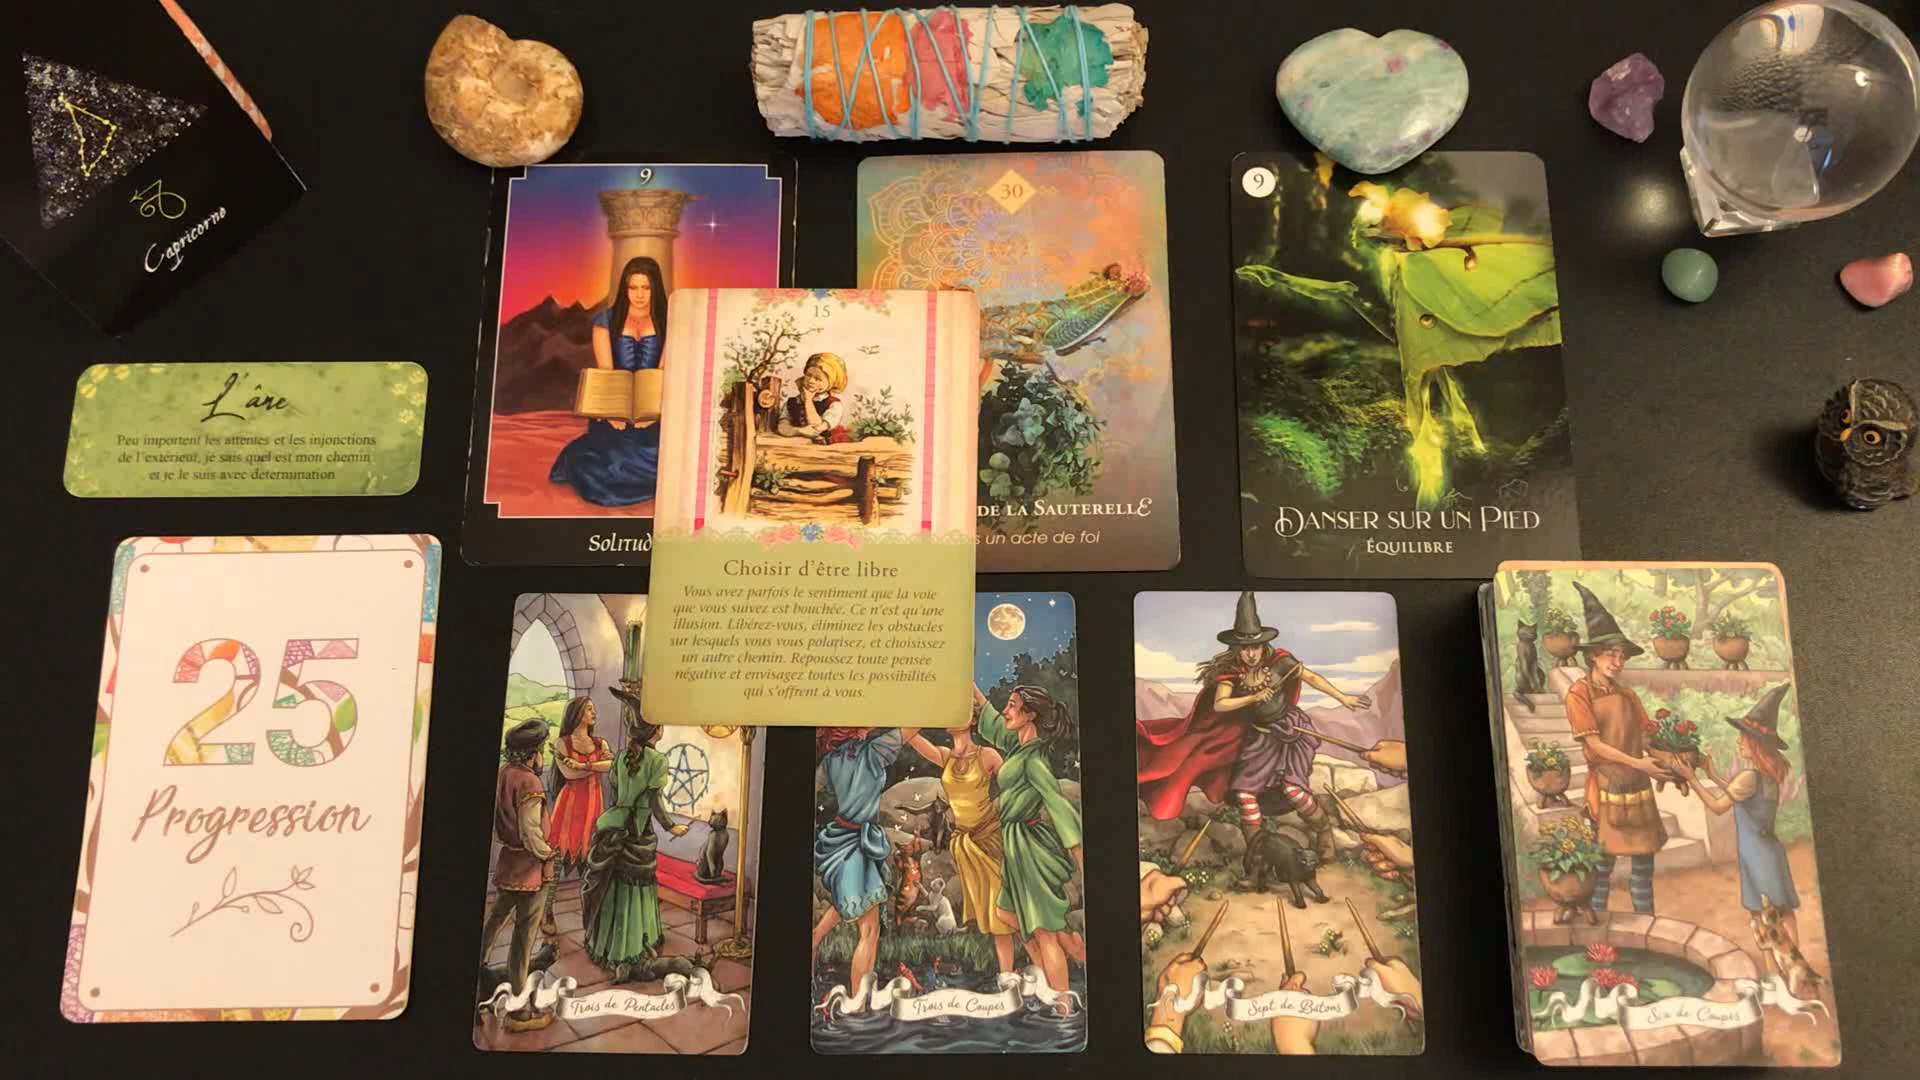 Capricorne
L'âne
Peu importent les attentes et les injonctions
de l'extérieur, je sais quel est mon chemin
et je le suis avec détermination
25
Progression
9
Solitud
30
DE LA SAUTERELLE
s un acte de foi
9
DANSER SUR UN PIED
ÉQUILIBRE
15
Choisir d'être libre
Vous avez parfois le sentiment que la voie
que vous suivez est bouchée. Ce n'est qu'une
illusion. Libérez-vous, éliminez les obstacles
sur lesquels vous vous polarisez, et choisissez
un autre chemin. Repoussez toute pensée
négative et envisagez toutes les possibilités
qui s'offrent à vous.
Trois de Pentacles
Trois de Coupes
Sept de Bâtons
Six de Coupes